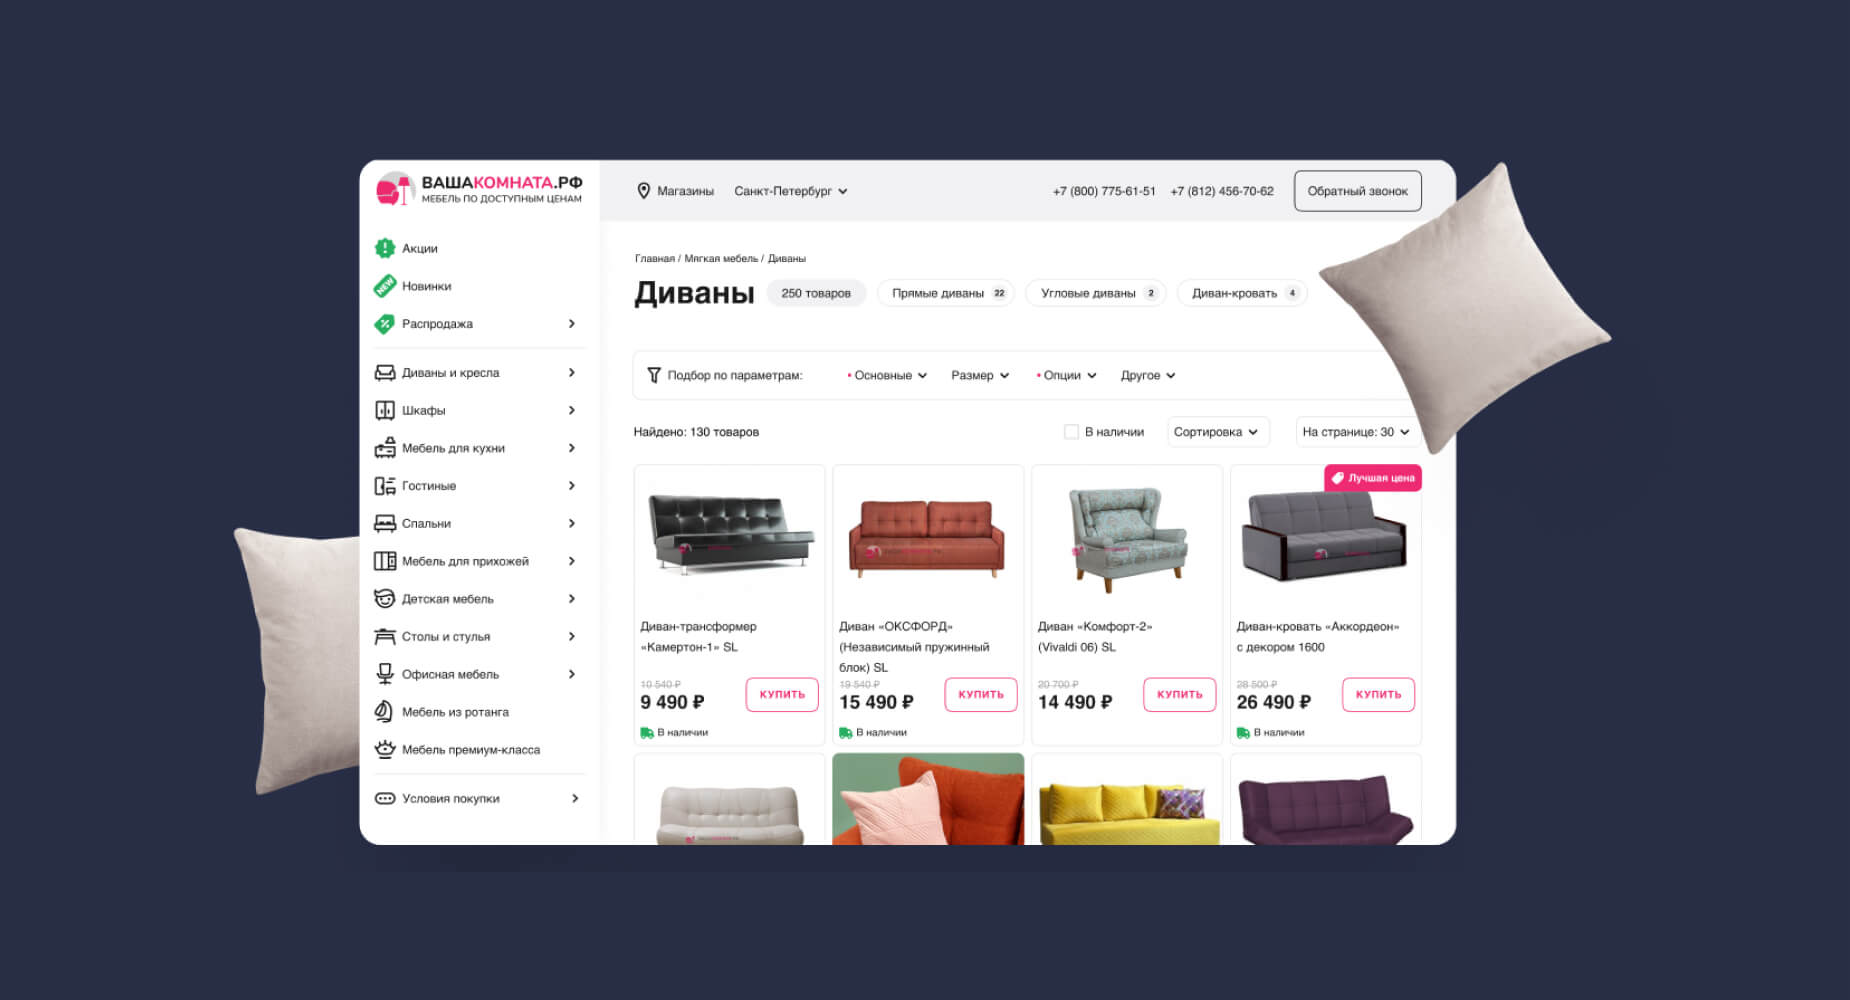 ВАШАКОМНАТА.РФ
МЕБЕЛЬ ПО ДОСТУПНЫМ ЦЕНАМ
Магазины
Санкт-Петербург
+7 (800) 775-61-51
+7 (812) 456-70-62
Обратный звонок
Акции
NEW
Новинки
Распродажа
Диваны и кресла
Шкафы
Мебель для кухни
Гостиные
Спальни
Мебель для прихожей
Детская мебель
Столы и стулья
Офисная мебель
Мебель из ротанга
Мебель премиум-класса
Условия покупки
Главная / Мягкая мебель / Диваны
Диваны
250 товаров
Прямые диваны 22
Угловые диваны 2
Диван-кровать 4
Подбор по параметрам:
• Основные
Размер
• Опции
Другое
Найдено: 130 товаров
В наличии
Сортировка
На странице: 30
Диван-трансформер
«Камертон-1» SL
10 540 ₽
9 490 ₽
КУПИТЬ
В наличии
ВАШАКОМНАТА.РФ
Диван «ОКСФОРД»
(Независимый пружинный
блок) SL
19 540 ₽
15 490 ₽
КУПИТЬ
В наличии
Диван «Комфорт-2»
(Vivaldi 06) SL
20 700 ₽
14 490 ₽
КУПИТЬ
Лучшая цена
Диван-кровать «Аккордеон»
с декором 1600
28 500 ₽
26 490 ₽
КУПИТЬ
В наличии
ВАШАКОМНАТА.РФ